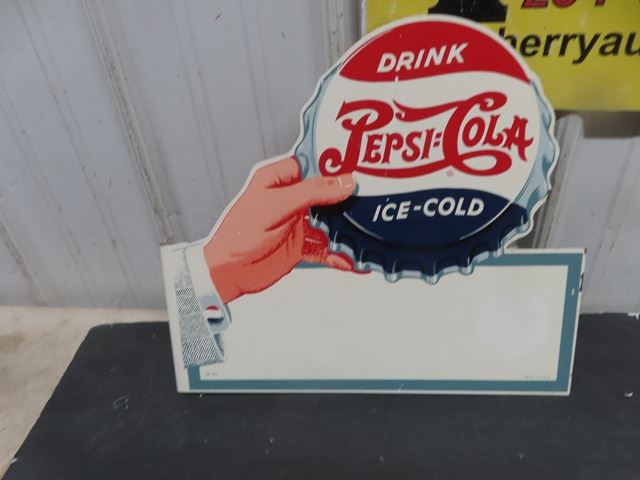 DRINK
PEPSI:COLA
®
ICE-COLD